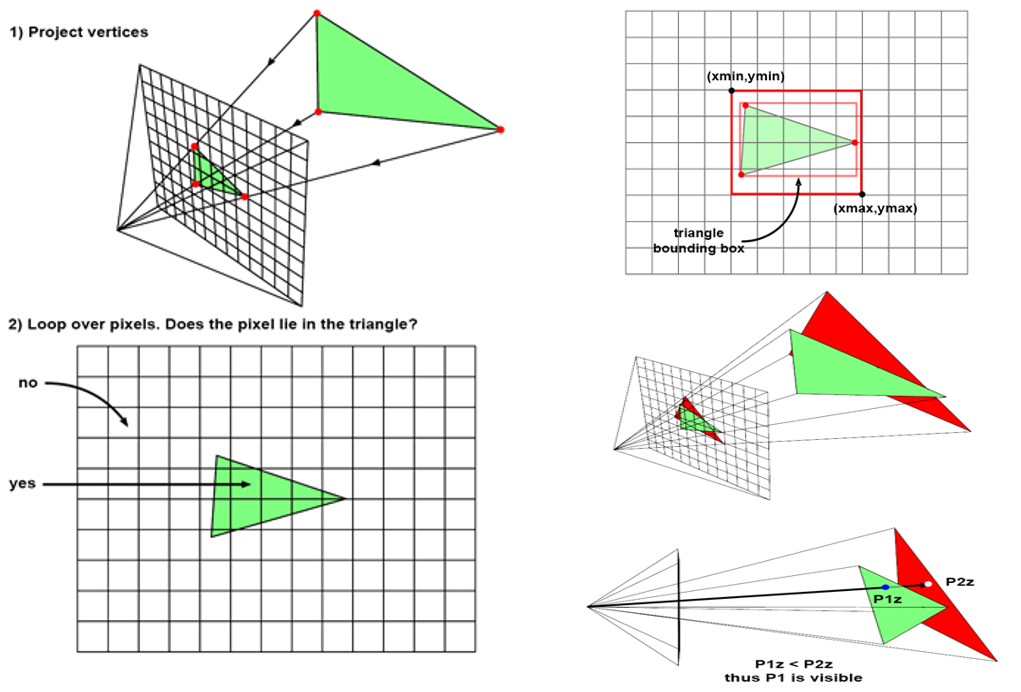 1) Project vertices
2) Loop over pixels. Does the pixel lie in the triangle?
no
yes
(xmin,ymin)
(xmax,ymax)
triangle
bounding box
P1z
P2z
P1z < P2z
thus P1 is visible